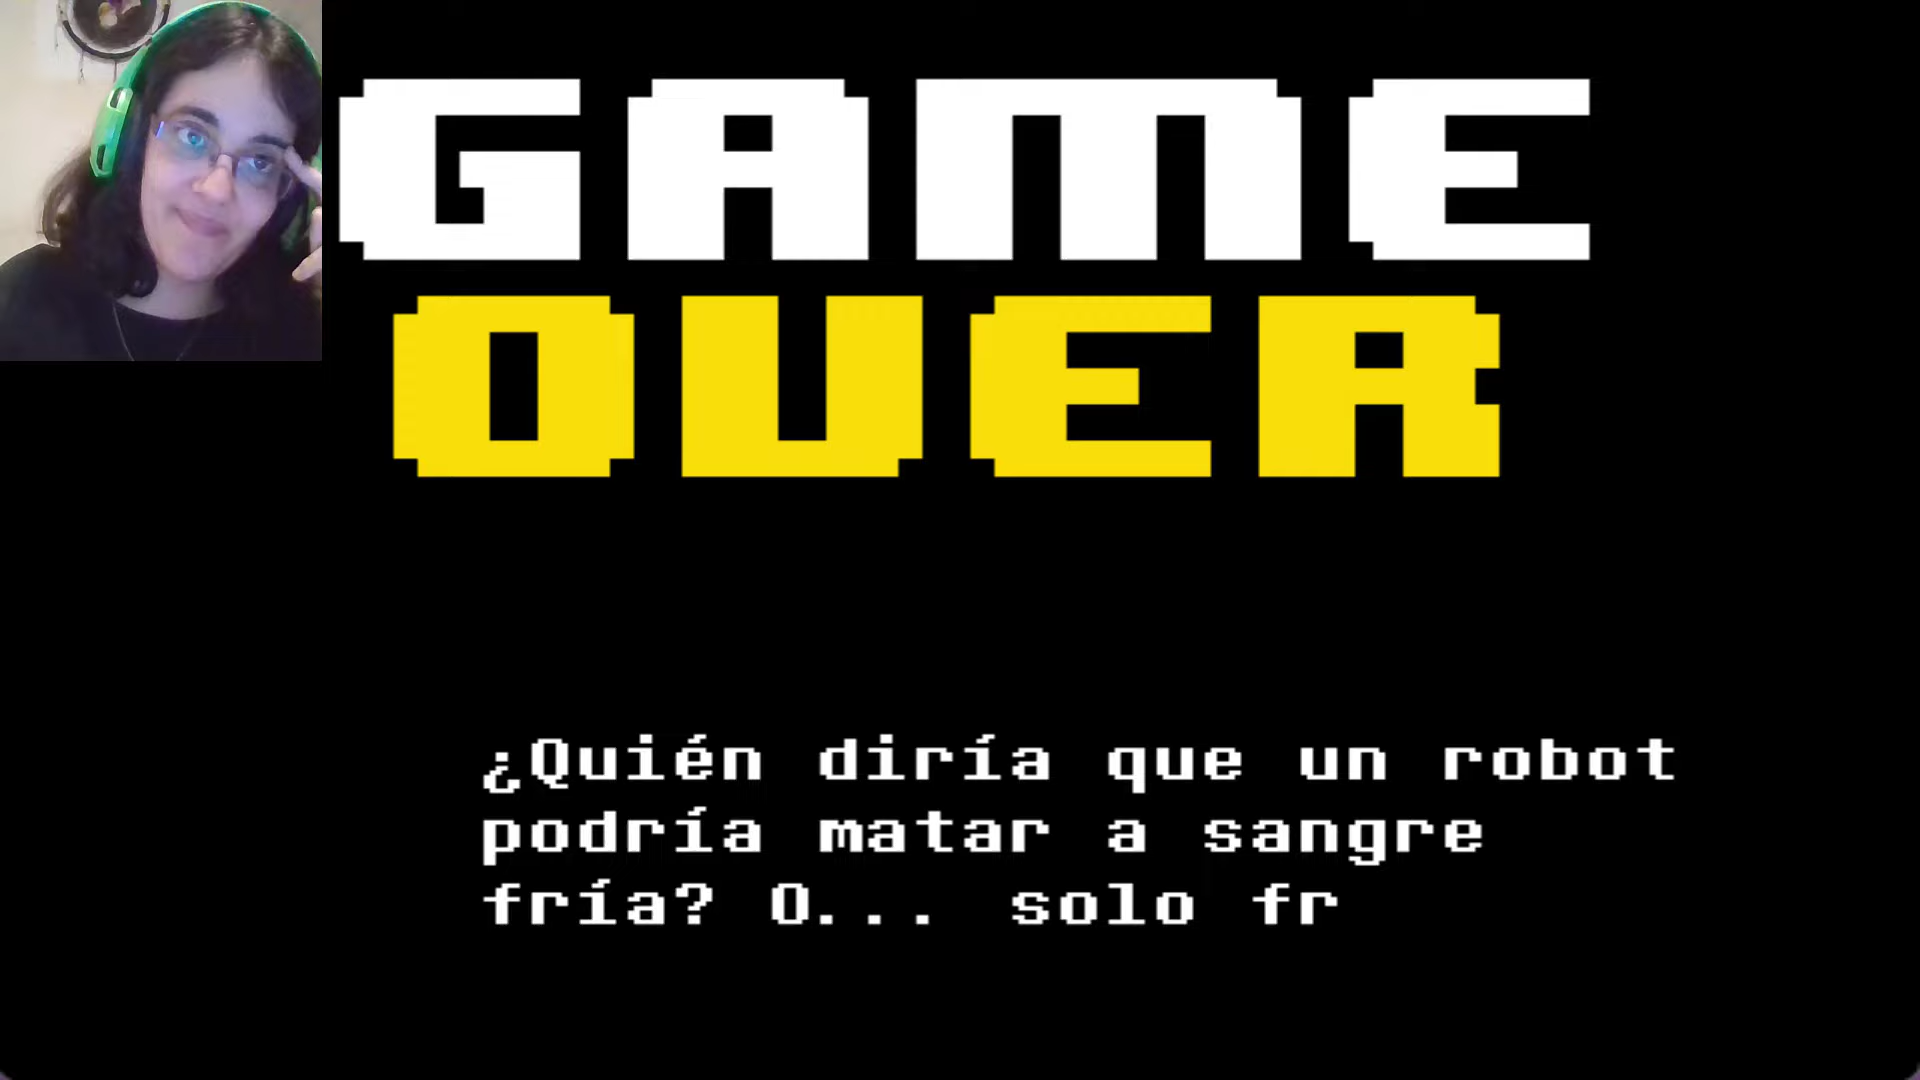 GAME
OVER
¿Quién diría que un robot
podría matar a sangre
fría? O... solo fr